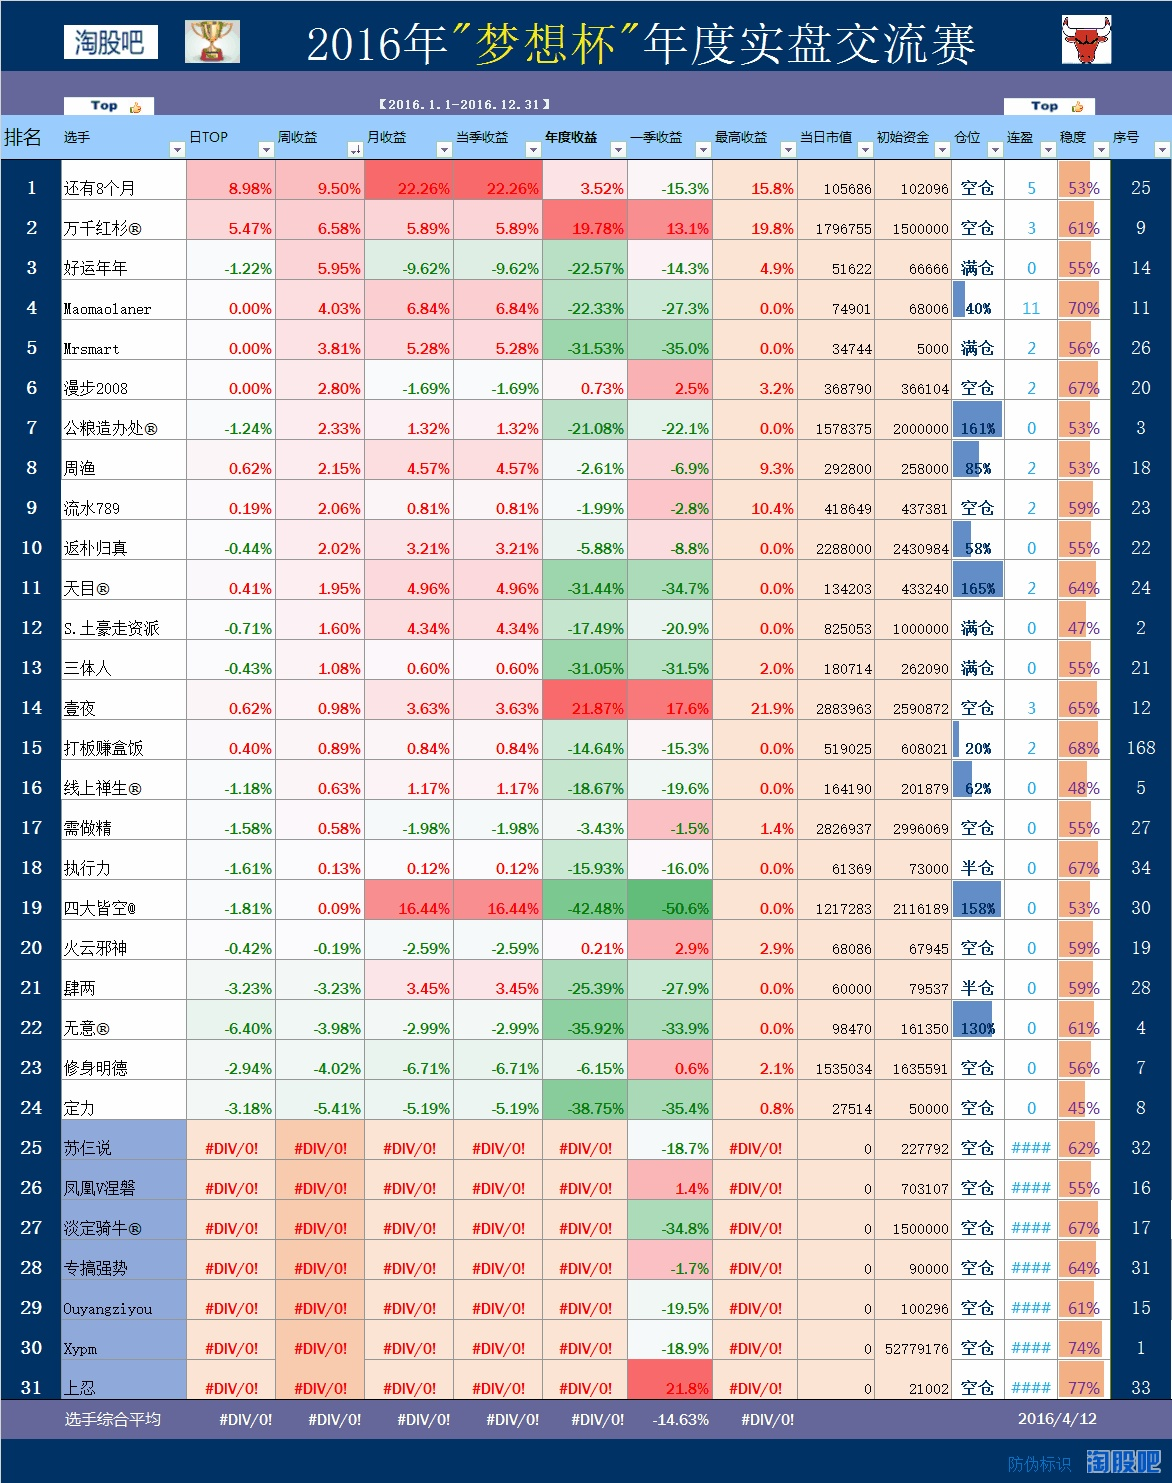 淘股吧 2016年"梦想杯"年度实盘交流赛
Top 【2016.1.1-2016.12.31】 Top
排名 选手 日TOP 周收益 月收益 当季收益 年度收益 一季收益 最高收益 当日市值 初始资金 仓位 连盈 稳度 序号
1 还有8个月 8.98% 9.50% 22.26% 22.26% 3.52% -15.3% 15.8% 105686 102096 空仓 5 53% 25
2 万千红杉® 5.47% 6.58% 5.89% 5.89% 19.78% 13.1% 19.8% 1796755 1500000 空仓 3 61% 9
3 好运年年 -1.22% 5.95% -9.62% -9.62% -22.57% -14.3% 4.9% 51622 66666 满仓 0 55% 14
4 Maomaolaner 0.00% 4.03% 6.84% 6.84% -22.33% -27.3% 0.0% 74901 68006 40% 11 70% 11
5 Mrsmart 0.00% 3.81% 5.28% 5.28% -31.53% -35.0% 0.0% 34744 5000 满仓 2 56% 26
6 漫步2008 0.00% 2.80% -1.69% -1.69% 0.73% 2.5% 3.2% 368790 366104 空仓 2 67% 20
7 公粮造办处® -1.24% 2.33% 1.32% 1.32% -21.08% -22.1% 0.0% 1578375 2000000 161% 0 53% 3
8 周渔 0.62% 2.15% 4.57% 4.57% -2.61% -6.9% 9.3% 292800 258000 85% 2 53% 18
9 流水789 0.19% 2.06% 0.81% 0.81% -1.99% -2.8% 10.4% 418649 437381 空仓 2 59% 23
10 返朴归真 -0.44% 2.02% 3.21% 3.21% -5.88% -8.8% 0.0% 2288000 2430984 58% 0 55% 22
11 天目® 0.41% 1.95% 4.96% 4.96% -31.44% -34.7% 0.0% 134203 433240 165% 2 64% 24
12 S.土豪走资派 -0.71% 1.60% 4.34% 4.34% -17.49% -20.9% 0.0% 825053 1000000 满仓 0 47% 2
13 三体人 -0.43% 1.08% 0.60% 0.60% -31.05% -31.5% 2.0% 180714 262090 满仓 0 55% 21
14 壹夜 0.62% 0.98% 3.63% 3.63% 21.87% 17.6% 21.9% 2883963 2590872 空仓 3 65% 12
15 打板赚盒饭 0.40% 0.89% 0.84% 0.84% -14.64% -15.3% 0.0% 519025 608021 20% 2 68% 168
16 线上禅生® -1.18% 0.63% 1.17% 1.17% -18.67% -19.6% 0.0% 164190 201879 62% 0 48% 5
17 需做精 -1.58% 0.58% -1.98% -1.98% -3.43% -1.5% 1.4% 2826937 2996069 空仓 0 55% 27
18 执行力 -1.61% 0.13% 0.12% 0.12% -15.93% -16.0% 0.0% 61369 73000 半仓 0 67% 34
19 四大皆空@ -1.81% 0.09% 16.44% 16.44% -42.48% -50.6% 0.0% 1217283 2116189 158% 0 53% 30
20 火云邪神 -0.42% -0.19% -2.59% -2.59% 0.21% 2.9% 2.9% 68086 67945 空仓 0 59% 19
21 肆两 -3.23% -3.23% 3.45% 3.45% -25.39% -27.9% 0.0% 60000 79537 半仓 0 59% 28
22 无意® -6.40% -3.98% -2.99% -2.99% -35.92% -33.9% 0.0% 98470 161350 130% 0 61% 4
23 修身明德 -2.94% -4.02% -6.71% -6.71% -6.15% 0.6% 2.1% 1535034 1635591 空仓 0 56% 7
24 定力 -3.18% -5.41% -5.19% -5.19% -38.75% -35.4% 0.8% 27514 50000 空仓 0 45% 8
25 苏仨说 #DIV/0! #DIV/0! #DIV/0! #DIV/0! #DIV/0! -18.7% #DIV/0! 0 227792 空仓 #### 62% 32
26 凤凰V涅磐 #DIV/0! #DIV/0! #DIV/0! #DIV/0! #DIV/0! 1.4% #DIV/0! 0 703107 空仓 #### 55% 16
27 淡定骑牛® #DIV/0! #DIV/0! #DIV/0! #DIV/0! #DIV/0! -34.8% #DIV/0! 0 1500000 空仓 #### 67% 17
28 专搞强势 #DIV/0! #DIV/0! #DIV/0! #DIV/0! #DIV/0! -1.7% #DIV/0! 0 90000 空仓 #### 64% 31
29 Ouyangziyou #DIV/0! #DIV/0! #DIV/0! #DIV/0! #DIV/0! -19.5% #DIV/0! 0 100296 空仓 #### 61% 15
30 Xypm #DIV/0! #DIV/0! #DIV/0! #DIV/0! #DIV/0! -18.9% #DIV/0! 0 52779176 空仓 #### 74% 1
31 上忍 #DIV/0! #DIV/0! #DIV/0! #DIV/0! #DIV/0! 21.8% #DIV/0! 0 21002 空仓 #### 77% 33
选手综合平均 #DIV/0! #DIV/0! #DIV/0! #DIV/0! #DIV/0! -14.63% #DIV/0! 2016/4/12
防伪标识 淘股吧